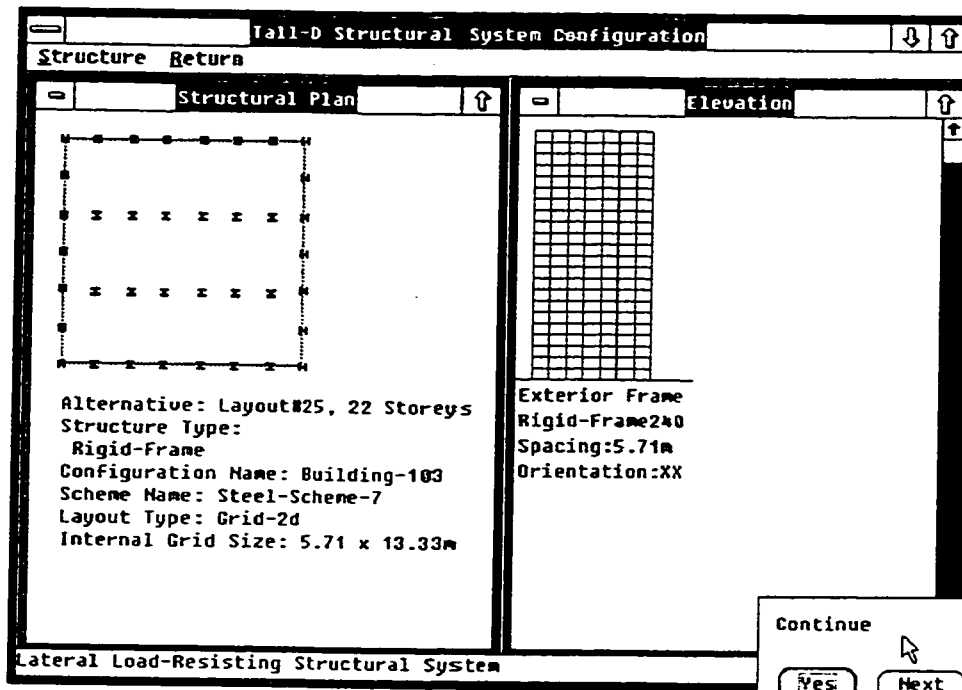 Tall-D Structural System Configuration
Structure Return
Structural Plan
Alternative: Layout#25, 22 Storeys
Structure Type:
Rigid-Frame
Configuration Name: Building-103
Scheme Name: Steel-Scheme-7
Layout Type: Grid-2d
Internal Grid Size: 5.71 x 13.33m
Elevation
Exterior Frame
Rigid-Frame240
Spacing:5.71m
Orientation:XX
Lateral Load-Resisting Structural System
Continue
Yes Next